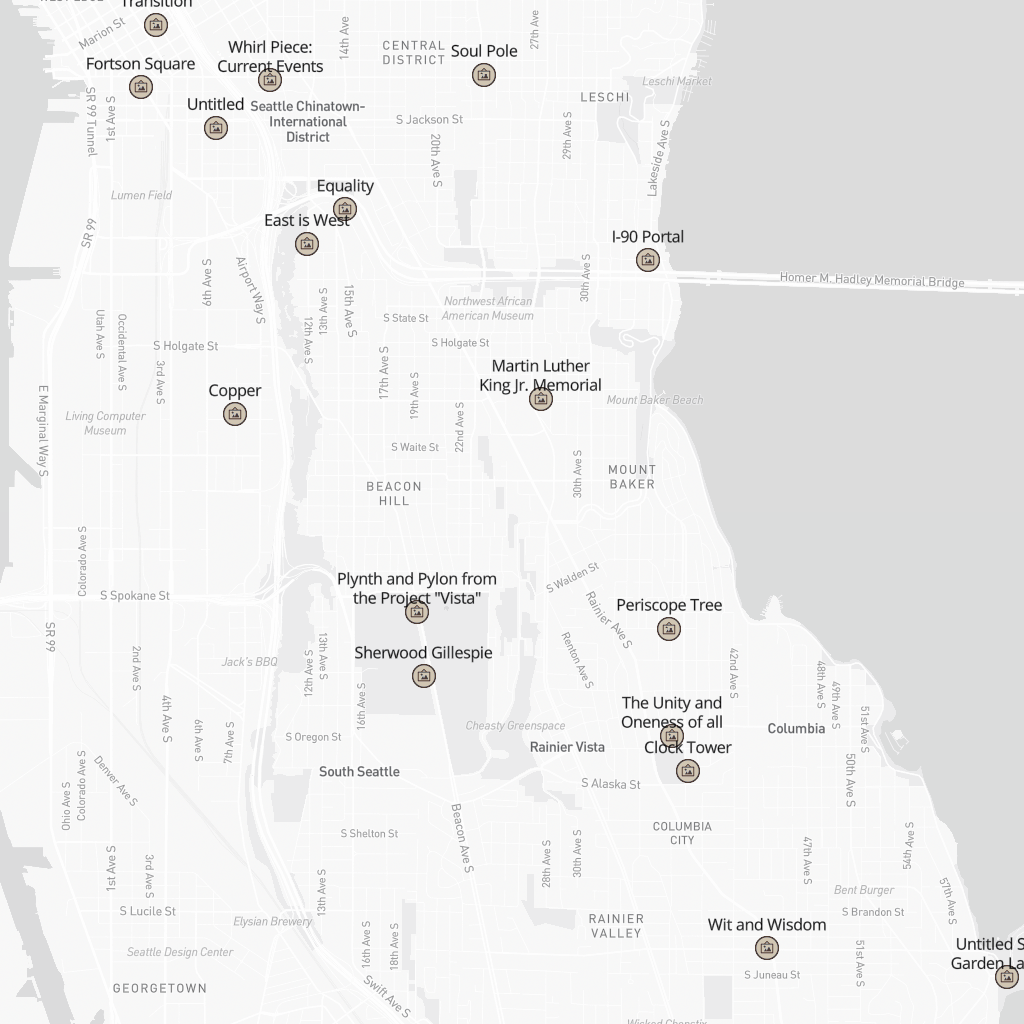 Transition
Marion St
14th Ave
27th Ave
CENTRAL
DISTRICT
Soul Pole
Whirl Piece:
Current Events
Fortson Square
Leschi Market
LESCHI
Untitled
Seattle Chinatown-
International
District
SR 99 Tunnel
1st Ave S
S Jackson St
20th Ave S
29th Ave S
Lakeside Ave S
Equality
Lumen Field
East is West
SR 99
I-90 Portal
6th Ave S
Airport Way S
30th Ave S
Homer M. Hadley Memorial Bridge
Northwest African
American Museum
13th Ave S
15th Ave S
S State St
Utah Ave S
Occidental Ave S
12th Ave S
S Holgate St
S Holgate St
3rd Ave S
17th Ave S
Martin Luther
King Jr. Memorial
19th Ave S
Copper
Mount Baker Beach
E Marginal Way S
Living Computer
Museum
22nd Ave S
S Waite St
30th Ave S
MOUNT
BAKER
BEACON
HILL
Colorado Ave S
Plynth and Pylon from
the Project "Vista"
S Walden St
S Spokane St
Periscope Tree
Rainier Ave S
SR 99
13th Ave S
Sherwood Gillespie
Jack's BBQ
2nd Ave S
12th Ave S
Renton Ave S
42nd Ave S
48th Ave S
49th Ave S
16th Ave S
The Unity and
Oneness of all
4th Ave S
6th Ave S
7th Ave S
Cheasty Greenspace
Columbia
51st Ave S
S Oregon St
Rainier Vista
Clock Tower
South Seattle
S Alaska St
Denver Ave S
50th Ave S
Colorado Ave S
Ohio Ave S
S Shelton St
Beacon Ave S
COLUMBIA
CITY
1st Ave S
3rd Ave S
28th Ave S
30th Ave S
47th Ave S
54th Ave S
13th Ave S
Bent Burger
57th Ave S
S Lucile St
Elysian Brewery
S Brandon St
RAINIER
VALLEY
Wit and Wisdom
Seattle Design Center
16th Ave S
18th Ave S
51st Ave S
Untitled S
Garden La
S Juneau St
GEORGETOWN
Swift Ave S